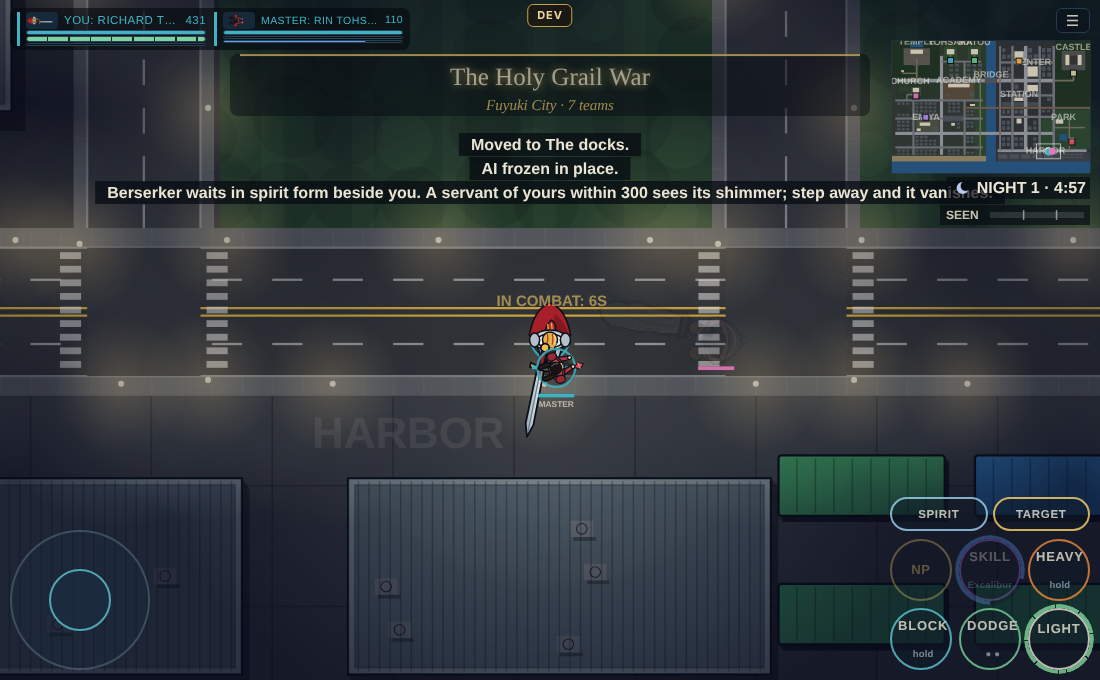 YOU: RICHARD T... 431
MASTER: RIN TOHS... 110
DEV
☰
The Holy Grail War
Fuyuki City · 7 teams
Moved to The docks.
AI frozen in place.
Berserker waits in spirit form beside you. A servant of yours within 300 sees its shimmer; step away and it vanishes.
CASTLE
BRIDGE
CHURCH
ACADEMY
STATION
PARK
HARBOR
NIGHT 1 · 4:57
SEEN
IN COMBAT: 6S
MASTER
HARBOR
SPIRIT
TARGET
NP
SKILL
Excalibur
HEAVY
hold
BLOCK
hold
DODGE
LIGHT